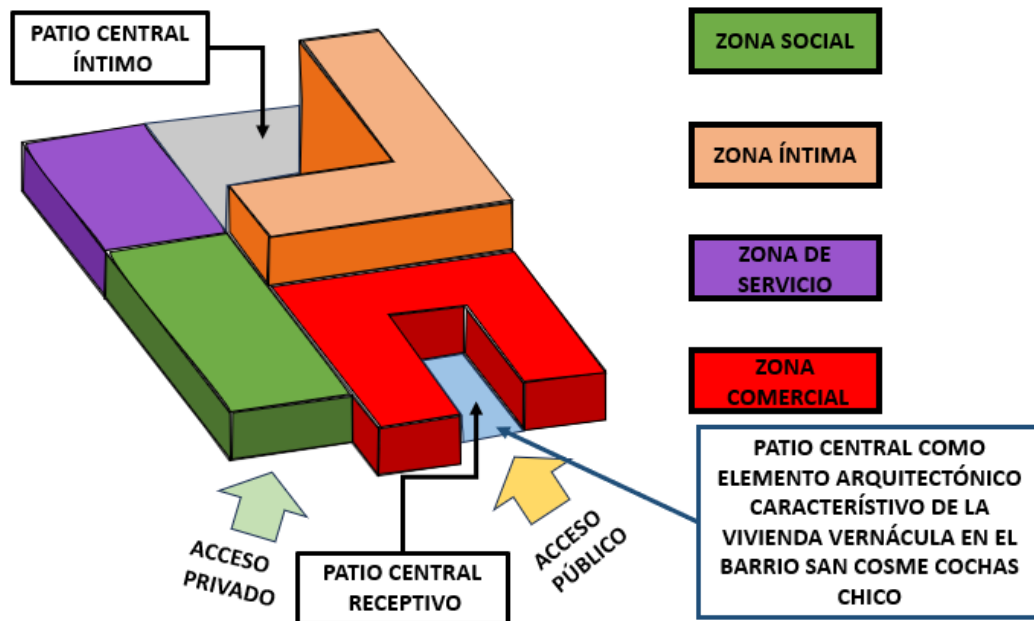 PATIO CENTRAL
ÍNTIMO
ZONA SOCIAL
ZONA ÍNTIMA
ZONA DE
SERVICIO
ZONA
COMERCIAL
PATIO CENTRAL COMO
ELEMENTO ARQUITECTÓNICO
CARACTERÍSTIVO DE LA
VIVIENDA VERNÁCULA EN EL
BARRIO SAN COSME COCHAS
CHICO
ACCESO
PRIVADO
PATIO CENTRAL
RECEPTIVO
ACCESO
PÚBLICO